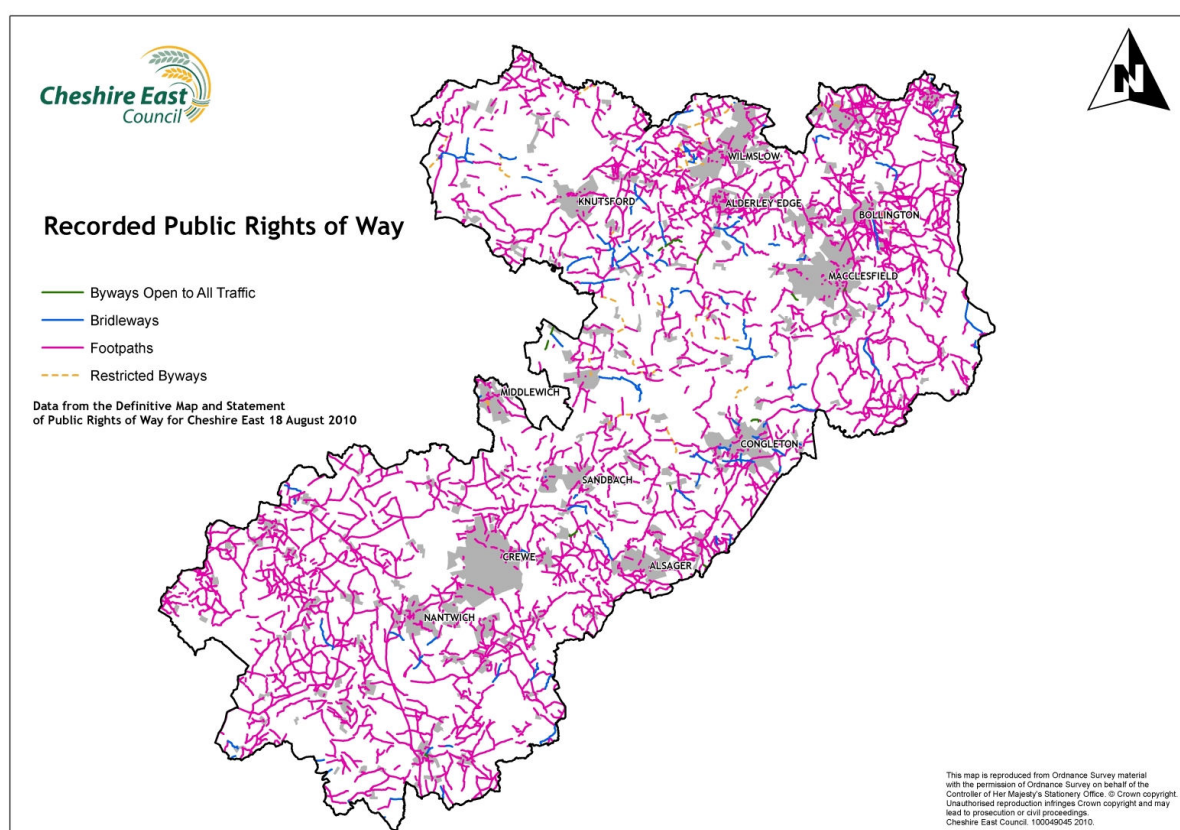 Cheshire East
Council
N
Recorded Public Rights of Way
Byways Open to All Traffic
Bridleways
Footpaths
Restricted Byways
Data from the Definitive Map and Statement
of Public Rights of Way for Cheshire East 18 August 2010
WILMSLOW
KNUTSFORD
ALDERLEY EDGE
BOLLINGTON
MACCLESFIELD
MIDDLEWICH
CONGLETON
SANDBACH
CREWE
ALSAGER
NANTWICH
This map is reproduced from Ordnance Survey material
with the permission of Ordnance Survey on behalf of the
Controller of Her Majesty's Stationery Office. © Crown copyright.
Unauthorised reproduction infringes Crown copyright and may
lead to prosecution or civil proceedings.
Cheshire East Council. 100049045 2010.